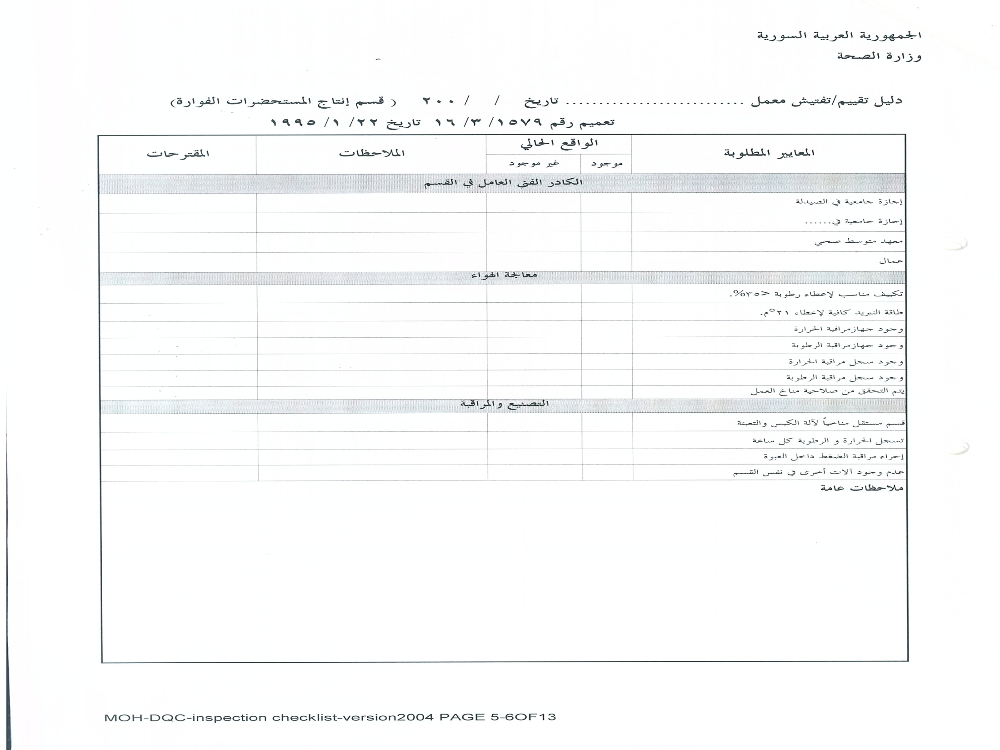 الجمهورية العربية السورية
وزارة الصحة
دليل تقييم/تفتيش معمل ........................... تاريخ / / ٢٠٠ ( قسم إنتاج المستحضرات الفوارة)
تعميم رقم ١٥٧٩/ ٣/ ١٦ تاريخ ٢٢/ ١/ ١٩٩٥
المعايير المطلوبة
الواقع الحالي
الملاحظات
المقترحات
موجود
غير موجود
الكادر الفني العامل في القسم
إجازة جامعية في الصيدلة
إجازة جامعية في......
معهد متوسط صحي
عمال
معالجة الهواء
تكييف مناسب لإعطاء رطوبة <٣٥%.
طاقة التبريد كافية لإعطاء ٢١°م.
وجود جهازمراقبة الحرارة
وجود جهازمراقبة الرطوبة
وجود سجل مراقبة الحرارة
وجود سجل مراقبة الرطوبة
يتم التحقق من صلاحية مناخ العمل
التصنيع والمراقبة
قسم مستقل مناخياً لآلة الكبس والتعبئة
تسجل الحرارة و الرطوبة كل ساعة
إجراء مراقبة الضغط داخل العبوة
عدم وجود آلات أخرى في نفس القسم
ملاحظات عامة
MOH-DQC-inspection checklist-version2004 PAGE 5-6OF13